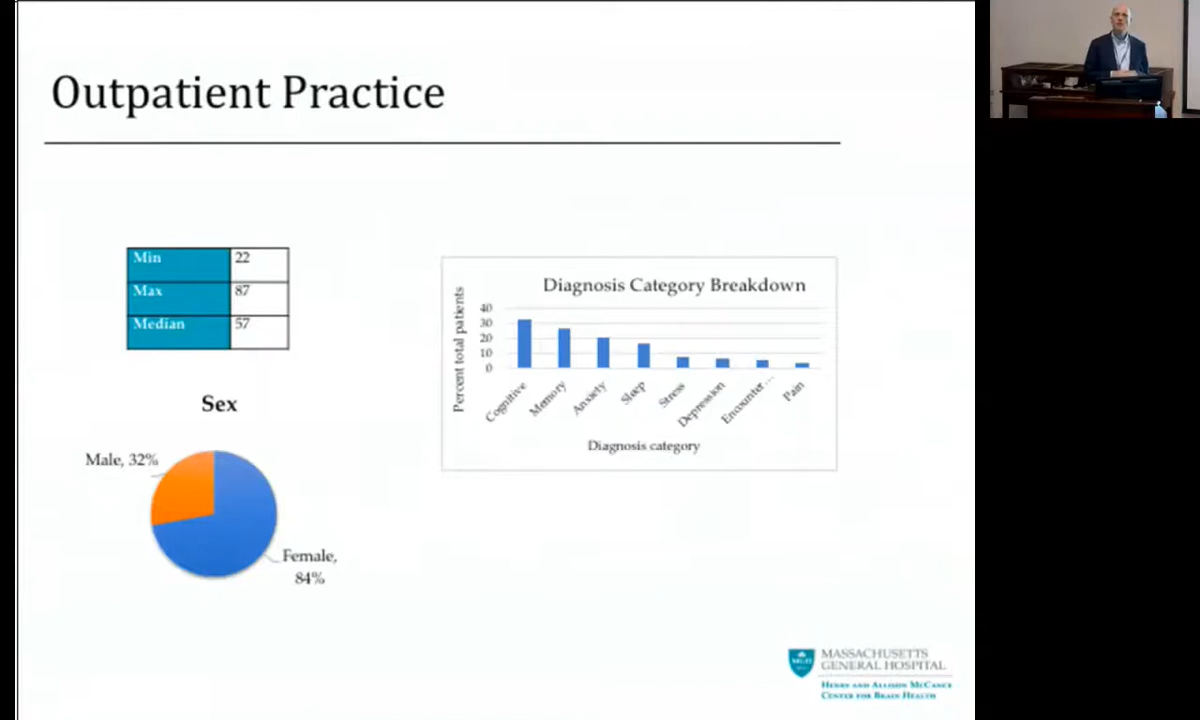 Outpatient Practice
Min 22
Max 87
Median 57
Sex
Male, 32%
Female,
84%
Diagnosis Category Breakdown
Percent total patients
40
30
20
10
0
Cognitive
Memory
Anxiety
Sleep
Stress
Depression
Encounter...
Pain
Diagnosis category
MASSACHUSETTS
GENERAL HOSPITAL
HENRY AND ALLISON MCCANCE
CENTER FOR BRAIN HEALTH